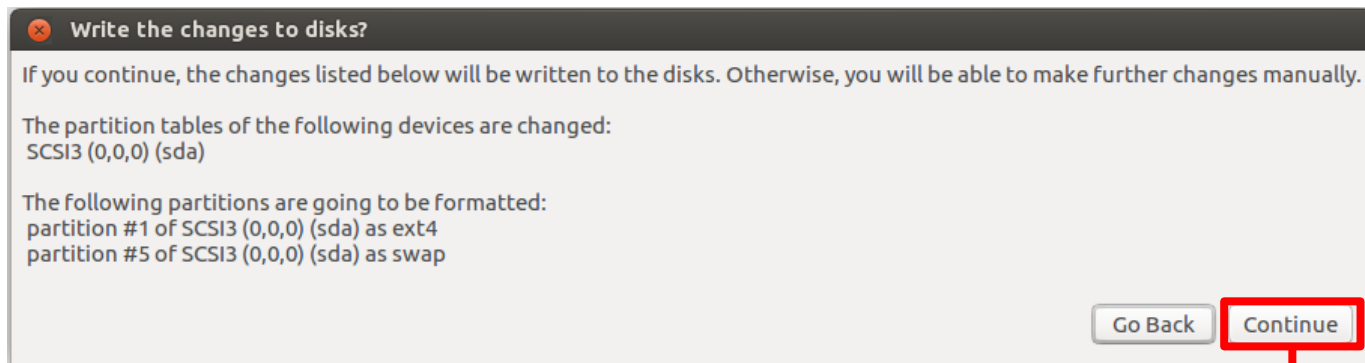 Write the changes to disks?
If you continue, the changes listed below will be written to the disks. Otherwise, you will be able to make further changes manually.
The partition tables of the following devices are changed:
SCSI3 (0,0,0) (sda)
The following partitions are going to be formatted:
partition #1 of SCSI3 (0,0,0) (sda) as ext4
partition #5 of SCSI3 (0,0,0) (sda) as swap
Go Back Continue